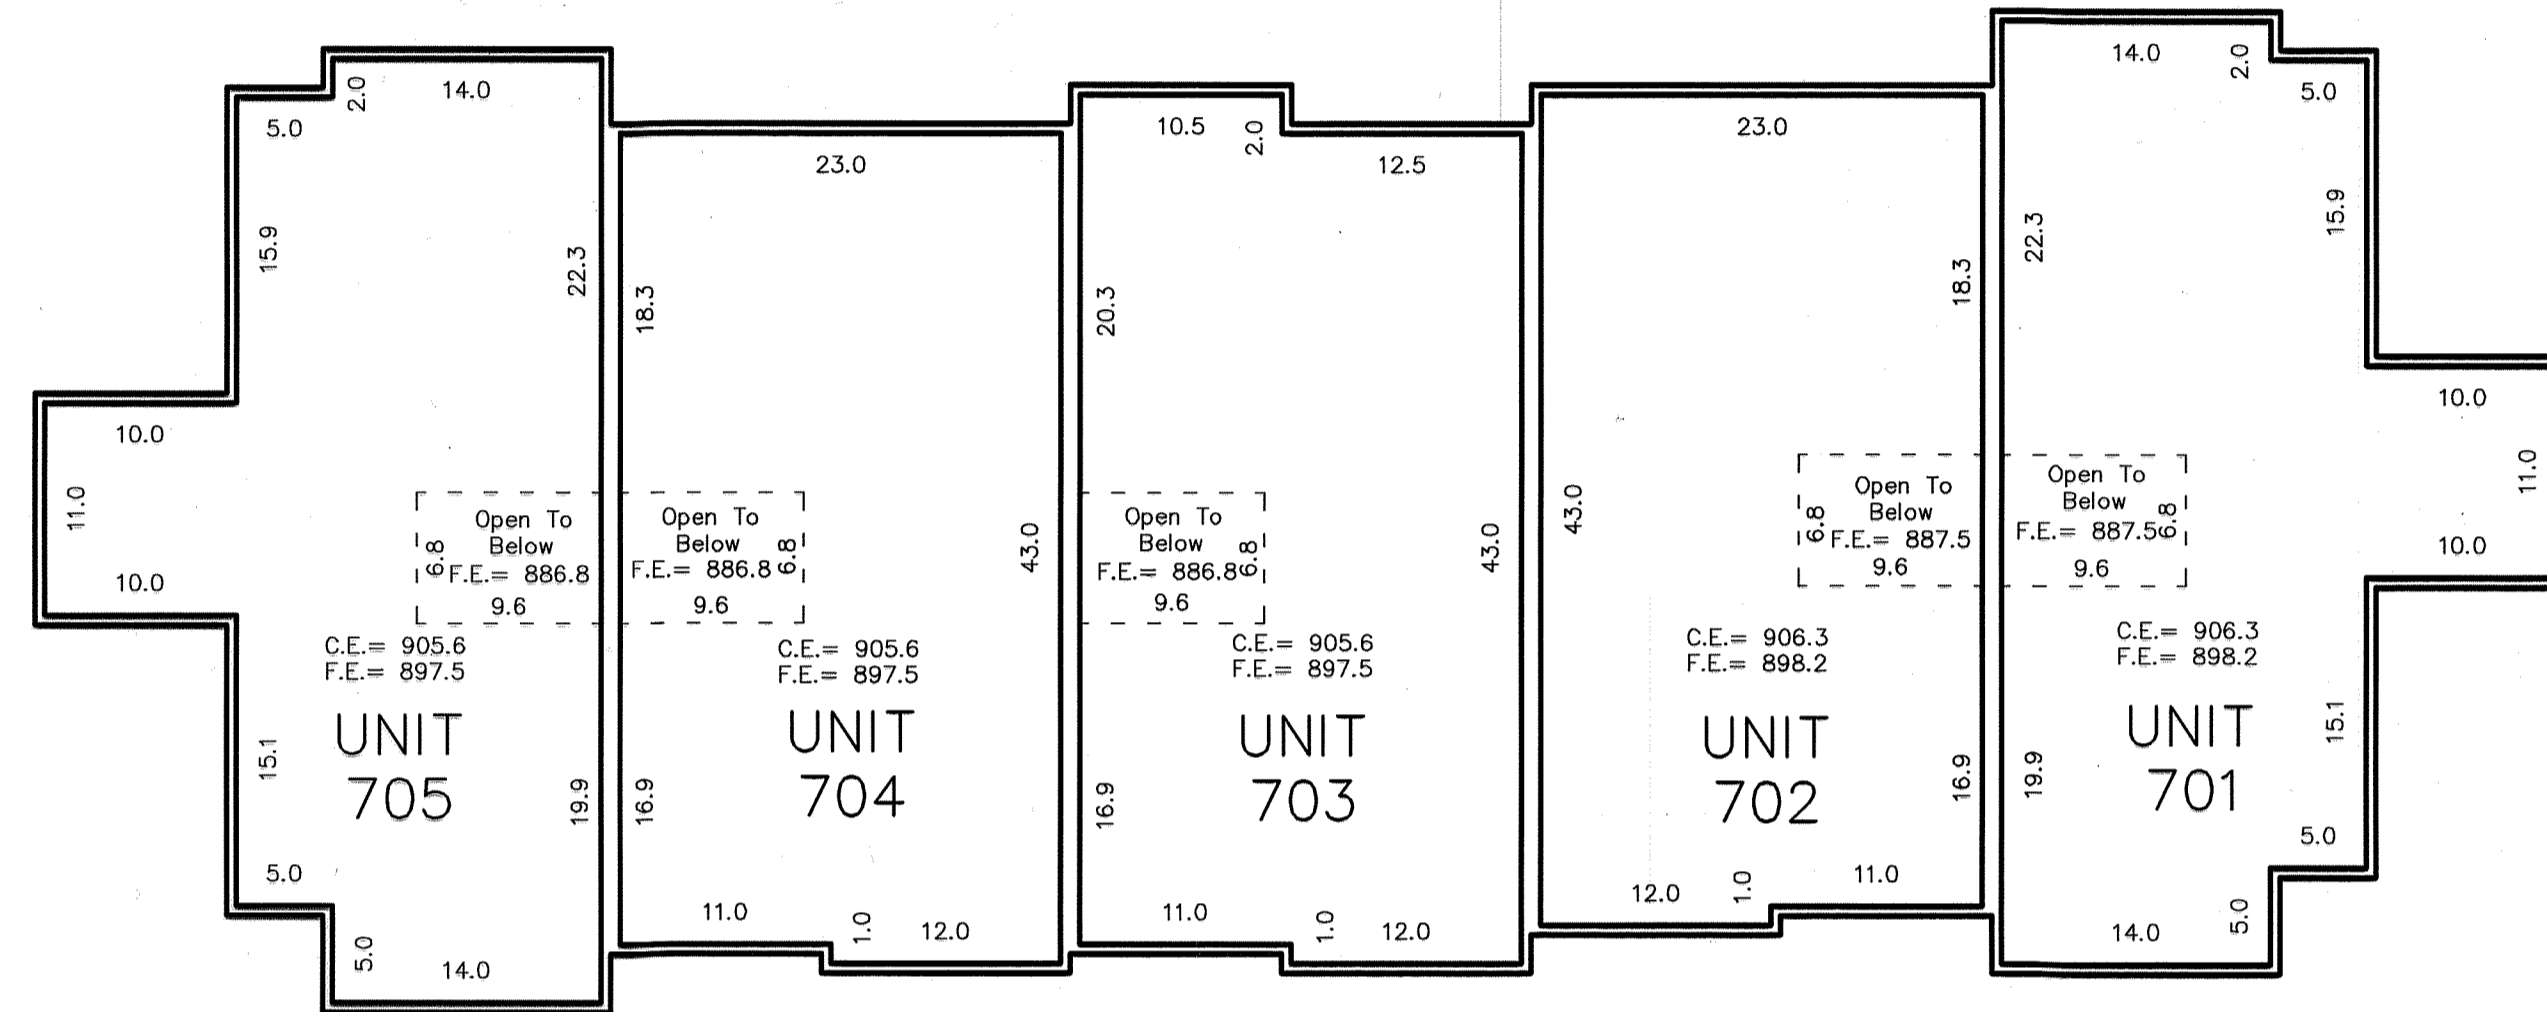 2.0
14.0
5.0
15.9
22.3
10.0
11.0
10.0
Open To
Below
6.8
F.E.= 886.8
9.6
C.E.= 905.6
F.E.= 897.5
UNIT
705
15.1
19.9
5.0
5.0
14.0
23.0
18.3
43.0
Open To
Below
F.E.= 886.8
6.8
9.6
C.E.= 905.6
F.E.= 897.5
UNIT
704
16.9
11.0
1.0
12.0
10.5
2.0
12.5
20.3
43.0
Open To
Below
F.E.= 886.8
6.8
9.6
C.E.= 905.6
F.E.= 897.5
UNIT
703
16.9
11.0
1.0
12.0
23.0
18.3
43.0
Open To
Below
6.8
F.E.= 887.5
9.6
C.E.= 906.3
F.E.= 898.2
UNIT
702
16.9
12.0
1.0
11.0
14.0
2.0
5.0
22.3
15.9
10.0
11.0
10.0
Open To
Below
F.E.= 887.5
6.8
9.6
C.E.= 906.3
F.E.= 898.2
UNIT
701
15.1
19.9
5.0
5.0
14.0